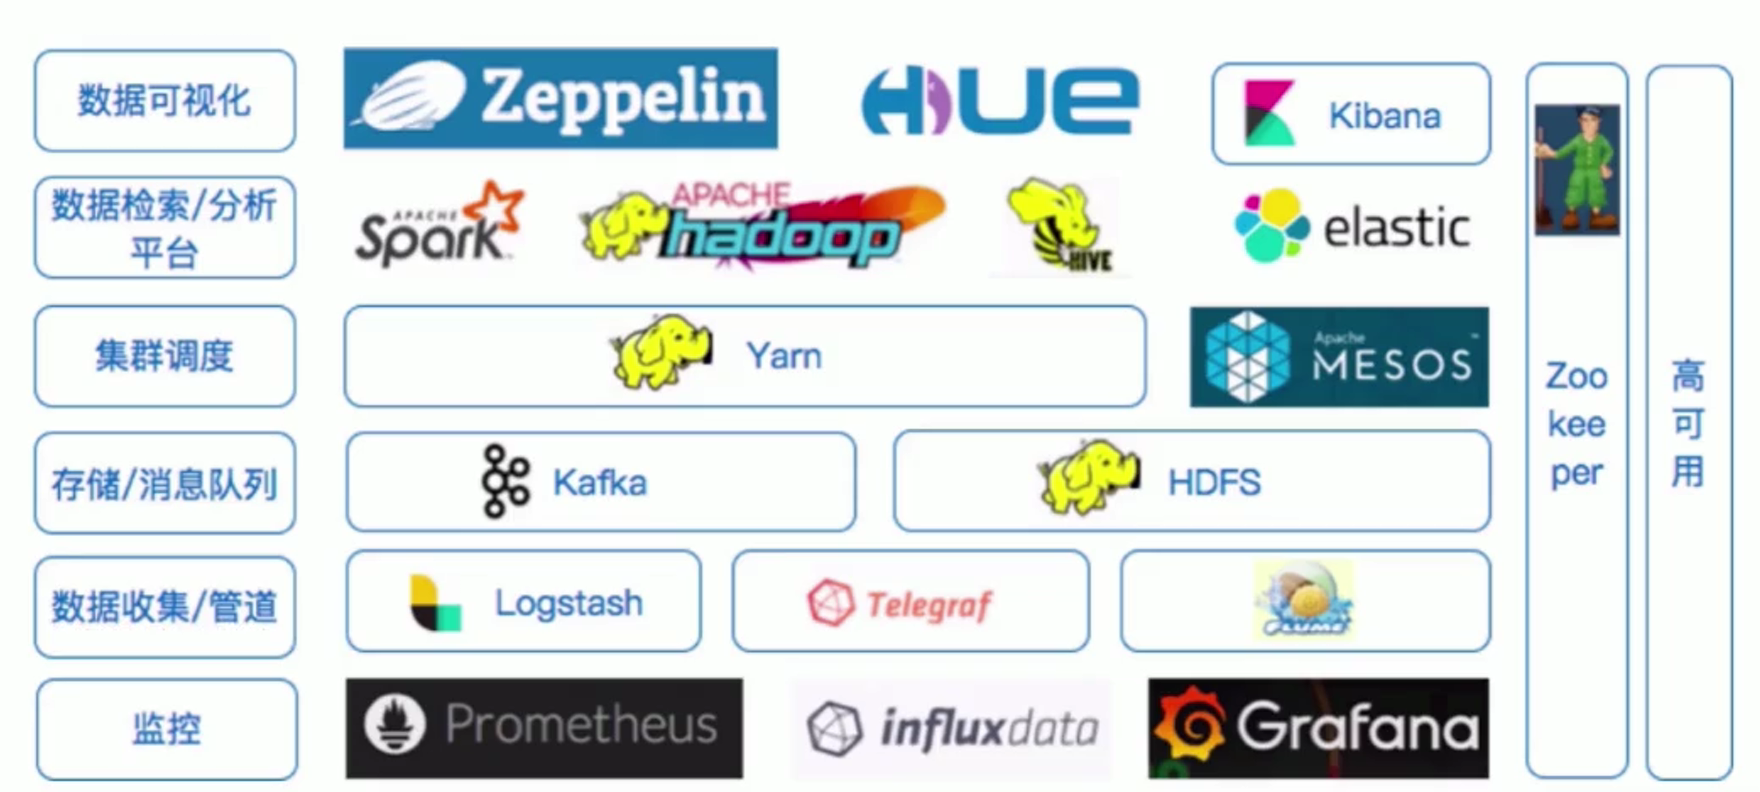 数据可视化
Zeppelin
HUE
Kibana
数据检索/分析
平台
APACHE
Spark
APACHE
hadoop
HIVE
elastic
集群调度
Yarn
Apache
MESOS
存储/消息队列
Kafka
HDFS
数据收集/管道
Logstash
Telegraf
FLUME
监控
Prometheus
influxdata
Grafana
Zoo
kee
per
高
可
用